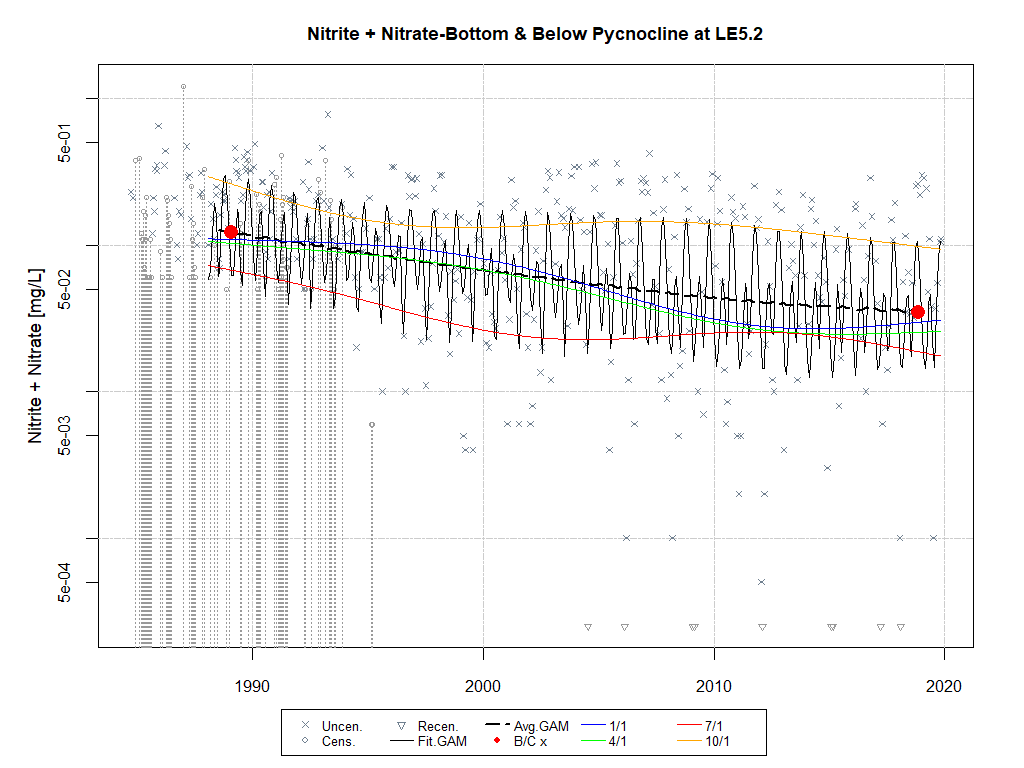 Nitrite + Nitrate-Bottom & Below Pycnocline at LE5.2
Nitrite + Nitrate [mg/L]
5e-01
5e-02
5e-03
5e-04
1990 2000 2010 2020
Uncen. Recen. Avg.GAM 1/1 7/1
Cens. Fit.GAM B/C x 4/1 10/1